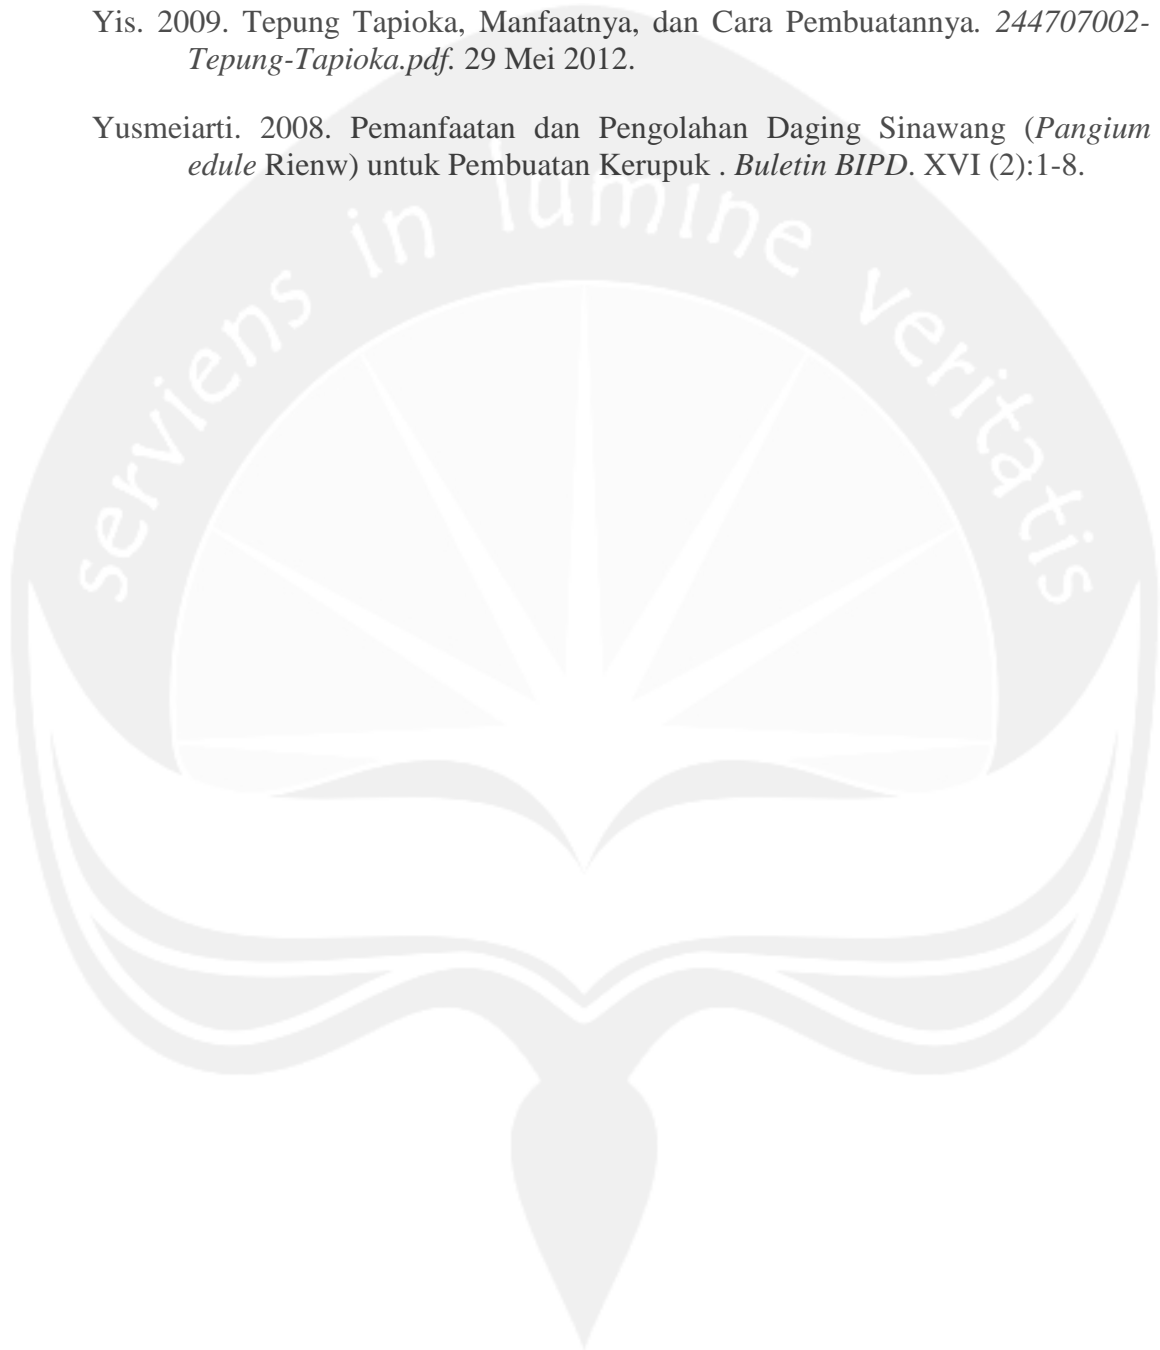 Yis. 2009. Tepung Tapioka, Manfaatnya, dan Cara Pembuatannya. 244707002-
Tepung-Tapioka.pdf. 29 Mei 2012.
Yusmeiarti. 2008. Pemanfaatan dan Pengolahan Daging Sinawang (Pangium
edule Rienw) untuk Pembuatan Kerupuk . Buletin BIPD. XVI (2):1-8.
serviens in lumine veritatis